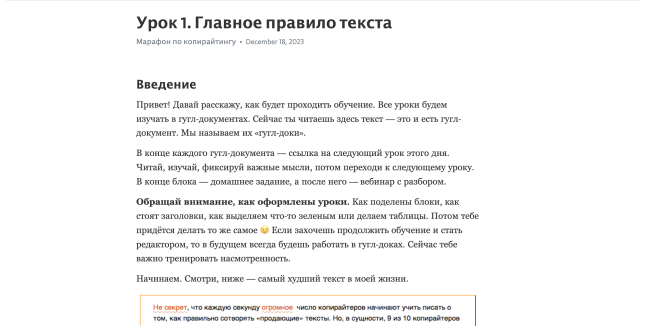 Урок 1. Главное правило текста
Марафон по копирайтингу • December 18, 2023
Введение
Привет! Давай расскажу, как будет проходить обучение. Все уроки будем
изучать в гугл-документах. Сейчас ты читаешь здесь текст — это и есть гугл-
документ. Мы называем их «гугл-доки».
В конце каждого гугл-документа — ссылка на следующий урок этого дня.
Читай, изучай, фиксируй важные мысли, потом переходи к следующему уроку.
В конце блока — домашнее задание, а после него — вебинар с разбором.
Обращай внимание, как оформлены уроки. Как поделены блоки, как
стоят заголовки, как выделяем что-то зеленым или делаем таблицы. Потом тебе
придётся делать то же самое 😉 Если захочешь продолжить обучение и стать
редактором, то в будущем всегда будешь работать в гугл-доках. Сейчас тебе
важно тренировать насмотренность.
Начинаем. Смотри, ниже — самый худший текст в моей жизни.
Не секрет, что каждую секунду огромное число копирайтеров начинают учить писать о
том, как правильно сотворять «продающие» тексты. Но, в сущности, 9 из 10 копирайтеров